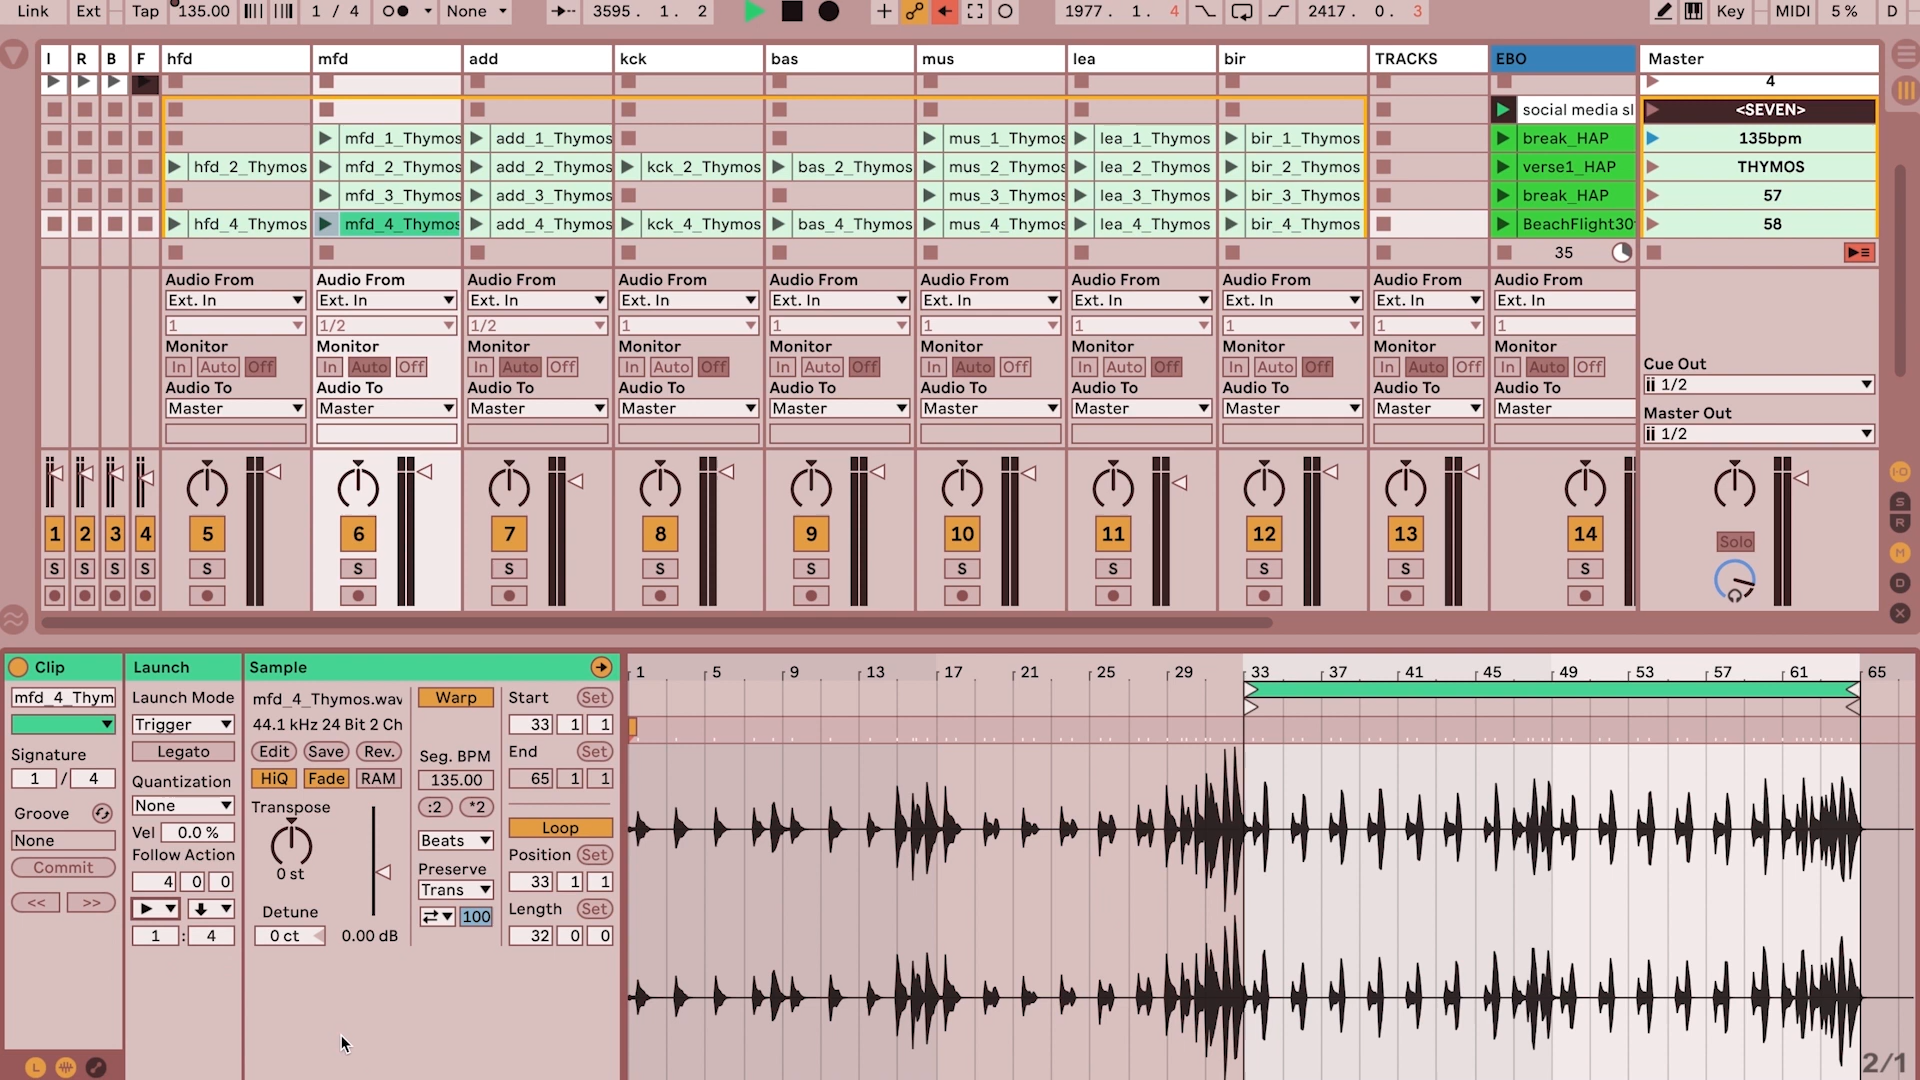 Link Ext Tap 135.00 1 / 4 None 3595. 1. 2 1977. 1. 4 2417. 0. 3 Key MIDI 5 % D
I R B F hfd mfd add kck bas mus lea bir TRACKS EBO Master
4
social media sl <SEVEN>
mfd_1_Thymos add_1_Thymos mus_1_Thymos lea_1_Thymos bir_1_Thymos break_HAP 135bpm
hfd_2_Thymos mfd_2_Thymos add_2_Thymos kck_2_Thymos bas_2_Thymos mus_2_Thymos lea_2_Thymos bir_2_Thymos verse1_HAP THYMOS
mfd_3_Thymos add_3_Thymos mus_3_Thymos lea_3_Thymos bir_3_Thymos break_HAP 57
hfd_4_Thymos mfd_4_Thymos add_4_Thymos kck_4_Thymos bas_4_Thymos mus_4_Thymos lea_4_Thymos bir_4_Thymos BeachFlight30 58
35
Audio From Audio From Audio From Audio From Audio From Audio From Audio From Audio From Audio From Audio From
Ext. In Ext. In Ext. In Ext. In Ext. In Ext. In Ext. In Ext. In Ext. In Ext. In
1 1/2 1/2 1 1 1 1 1 1 1
Monitor Monitor Monitor Monitor Monitor Monitor Monitor Monitor Monitor Monitor
In Auto Off In Auto Off In Auto Off In Auto Off In Auto Off In Auto Off In Auto Off In Auto Off In Auto Off In Auto Off Cue Out
Audio To Audio To Audio To Audio To Audio To Audio To Audio To Audio To Audio To Audio To 1/2
Master Master Master Master Master Master Master Master Master Master Master Out
1/2
1 2 3 4 5 6 7 8 9 10 11 12 13 14 Solo
S S S S S S S S S S S S S S
I·O
S
R
M
D
X
Clip Launch Sample 1 5 9 13 17 21 25 29 33 37 41 45 49 53 57 61 65
mfd_4_Thym Launch Mode mfd_4_Thymos.wav Warp Start Set
Trigger 44.1 kHz 24 Bit 2 Ch 33 1 1
Signature Legato Edit Save Rev. Seg. BPM End Set
1 / 4 Quantization HiQ Fade RAM 135.00 65 1 1
Groove None Transpose :2 *2
None Vel 0.0 % Beats Loop
Commit Follow Action 0 st Preserve Position Set
4 0 0 Trans 33 1 1
<< >> Detune 100 Length Set
1 : 4 0 ct 0.00 dB 32 0 0
L
2/1